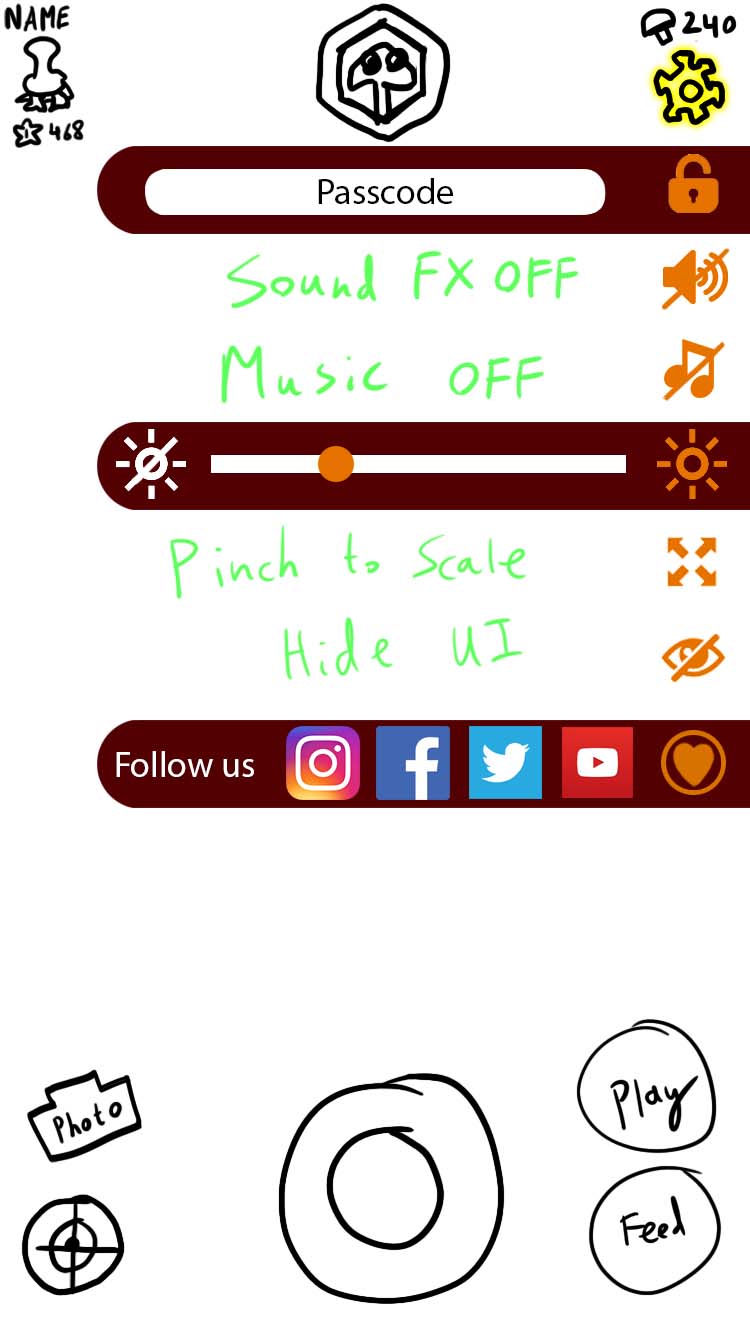 NAME
240
1 468
Passcode
Sound FX OFF
Music OFF
Pinch to Scale
Hide UI
Follow us
Photo
Play
Feed